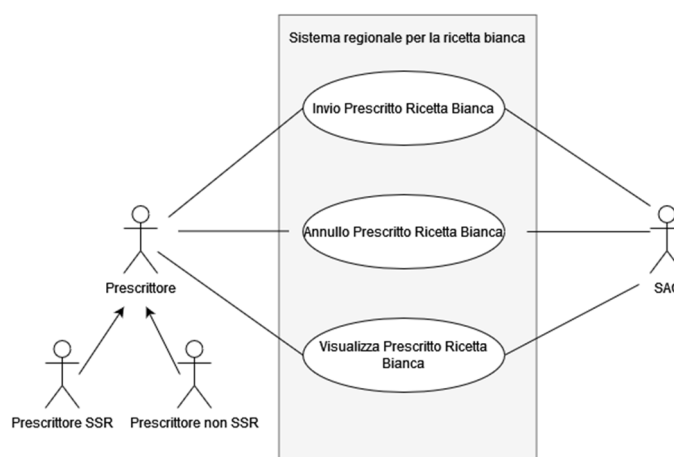 Sistema regionale per la ricetta bianca
Invio Prescritto Ricetta Bianca
Annullo Prescritto Ricetta Bianca
Prescrittore
Visualizza Prescritto Ricetta
Bianca
Prescrittore SSR
Prescrittore non SSR